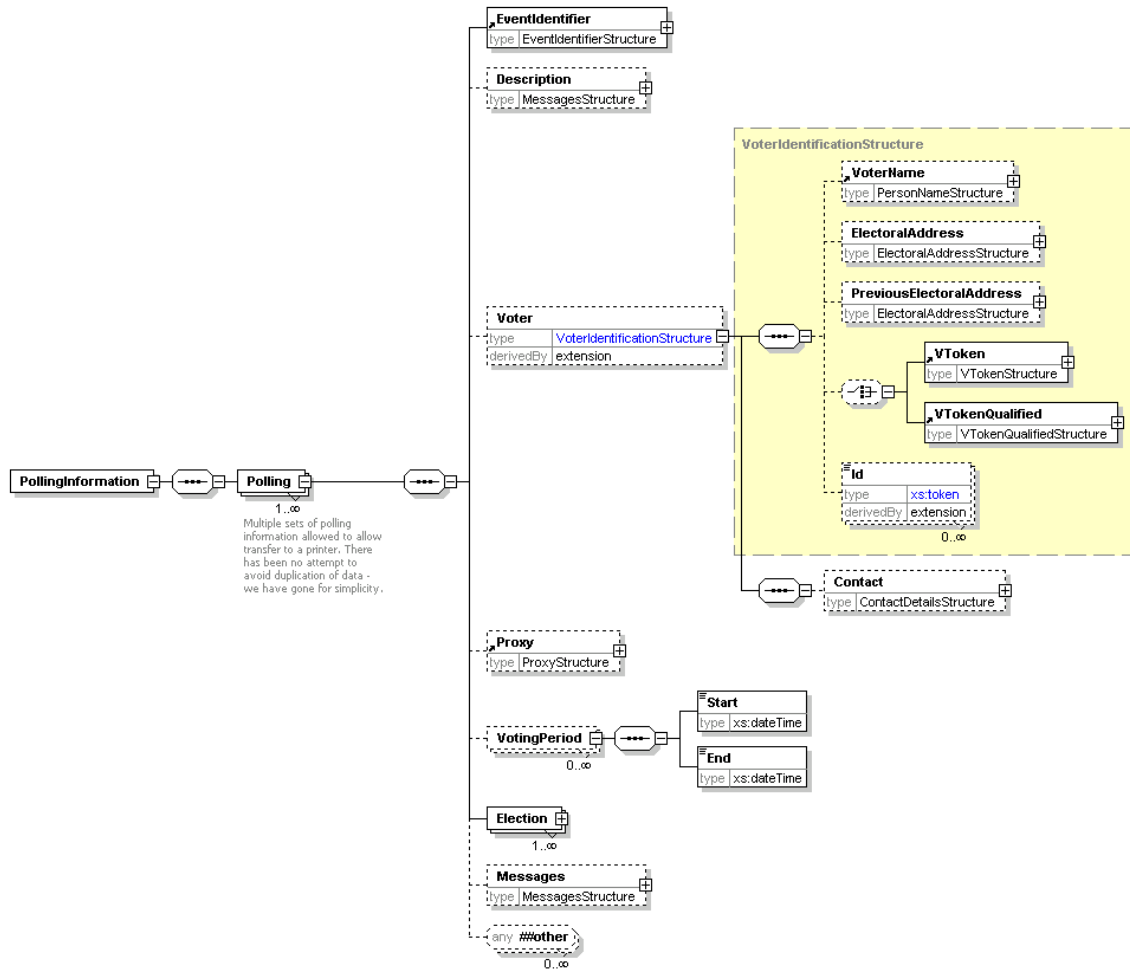 EventIdentifier
type EventIdentifierStructure
Description
type MessagesStructure
VoterIdentificationStructure
VoterName
type PersonNameStructure
ElectoralAddress
type ElectoralAddressStructure
PreviousElectoralAddress
type ElectoralAddressStructure
Voter
type VoterIdentificationStructure
derivedBy extension
VToken
type VTokenStructure
VTokenQualified
type VTokenQualifiedStructure
Id
type xs:token
derivedBy extension
0..∞
PollingInformation
Polling
1..∞
Multiple sets of polling
information allowed to allow
transfer to a printer. There
has been no attempt to
avoid duplication of data -
we have gone for simplicity.
Contact
type ContactDetailsStructure
Proxy
type ProxyStructure
VotingPeriod
0..∞
Start
type xs:dateTime
End
type xs:dateTime
Election
1..∞
Messages
type MessagesStructure
any ##other
0..∞